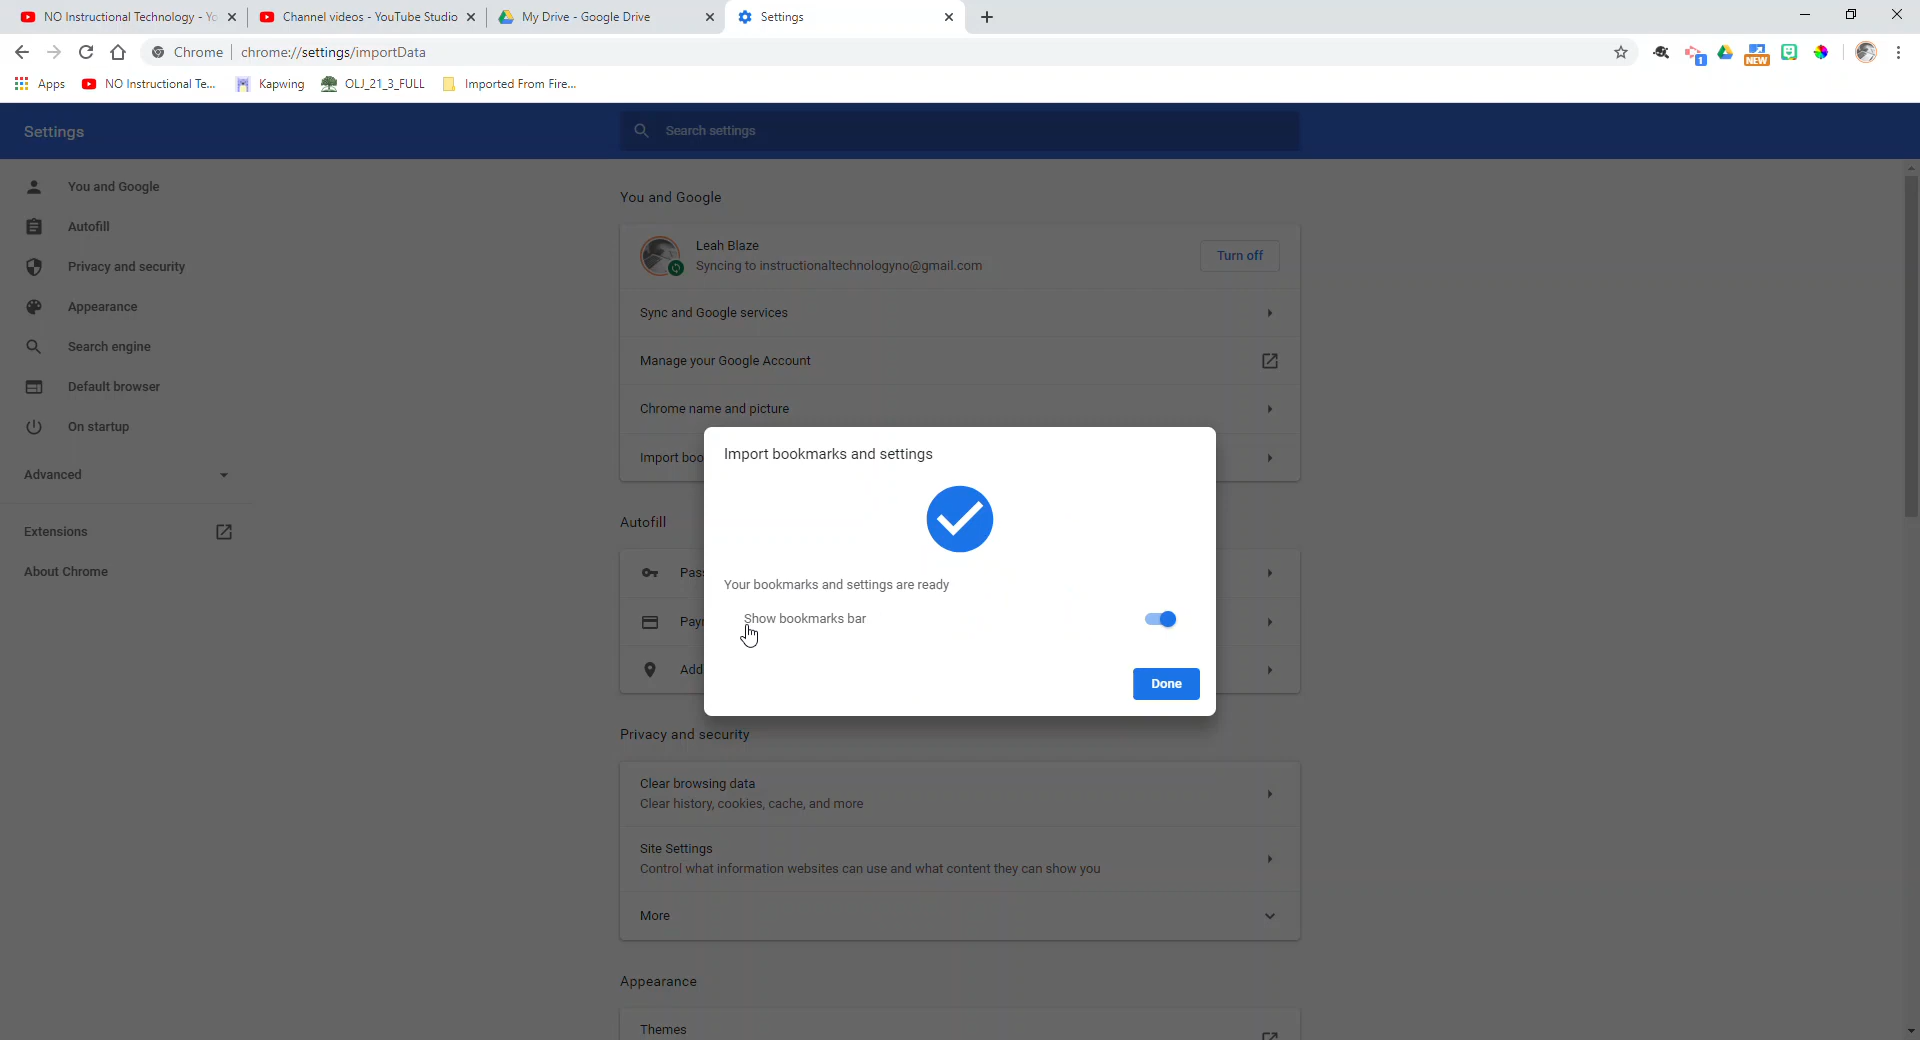 NO Instructional Technology - Yo
Channel videos - YouTube Studio
My Drive - Google Drive
Settings
Chrome
chrome://settings/importData
1
NEW
Apps
NO Instructional Te...
Kapwing
OLJ_21_3_FULL
Imported From Fire...
Settings
Search settings
You and Google
Autofill
Privacy and security
Appearance
Search engine
Default browser
On startup
Advanced
Extensions
About Chrome
You and Google
Leah Blaze
Syncing to instructionaltechnologyno@gmail.com
Turn off
Sync and Google services
Manage your Google Account
Chrome name and picture
Import boo
Import bookmarks and settings
Your bookmarks and settings are ready
Show bookmarks bar
Done
Autofill
Pas
Pay
Add
Privacy and security
Clear browsing data
Clear history, cookies, cache, and more
Site Settings
Control what information websites can use and what content they can show you
More
Appearance
Themes